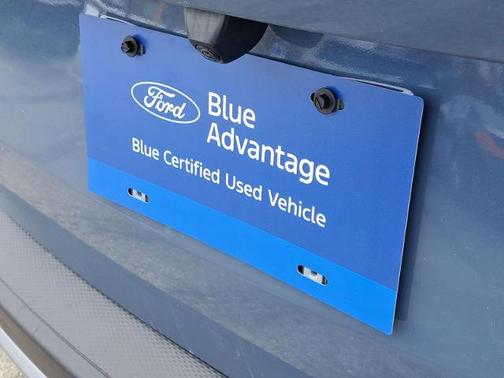 Ford
Blue
Advantage
Blue Certified Used Vehicle